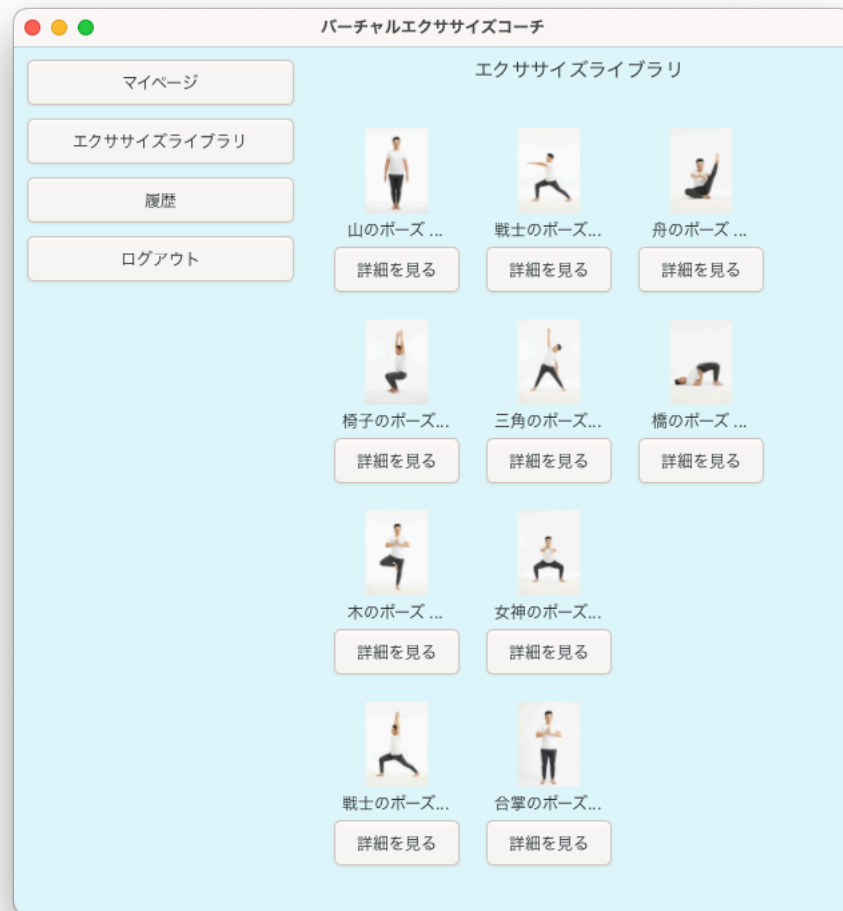 バーチャルエクササイズコーチ
マイページ
エクササイズライブラリ
履歴
ログアウト
エクササイズライブラリ
山のポーズ ...
戦士のポーズ...
舟のポーズ ...
詳細を見る
詳細を見る
詳細を見る
椅子のポーズ...
三角のポーズ...
橋のポーズ ...
詳細を見る
詳細を見る
詳細を見る
木のポーズ ...
女神のポーズ...
詳細を見る
詳細を見る
戦士のポーズ...
合掌のポーズ...
詳細を見る
詳細を見る